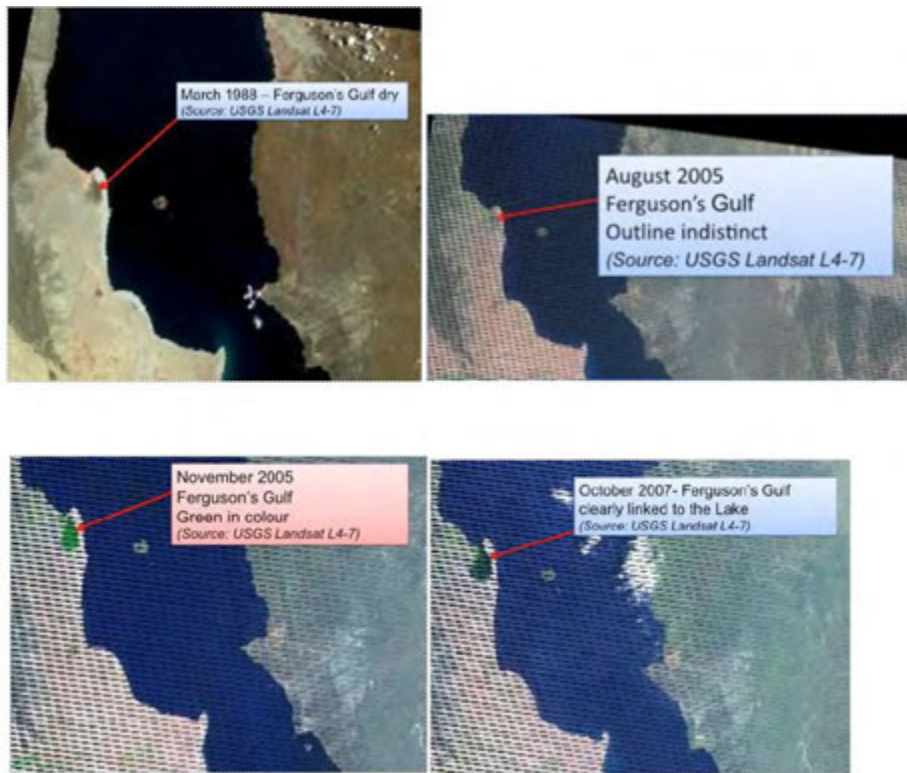 March 1988 – Ferguson's Gulf dry
(Source: USGS Landsat L4-7)
August 2005
Ferguson's Gulf
Outline indistinct
(Source: USGS Landsat L4-7)
November 2005
Ferguson's Gulf
Green in colour
(Source: USGS Landsat L4-7)
October 2007- Ferguson's Gulf
clearly linked to the Lake
(Source: USGS Landsat L4-7)